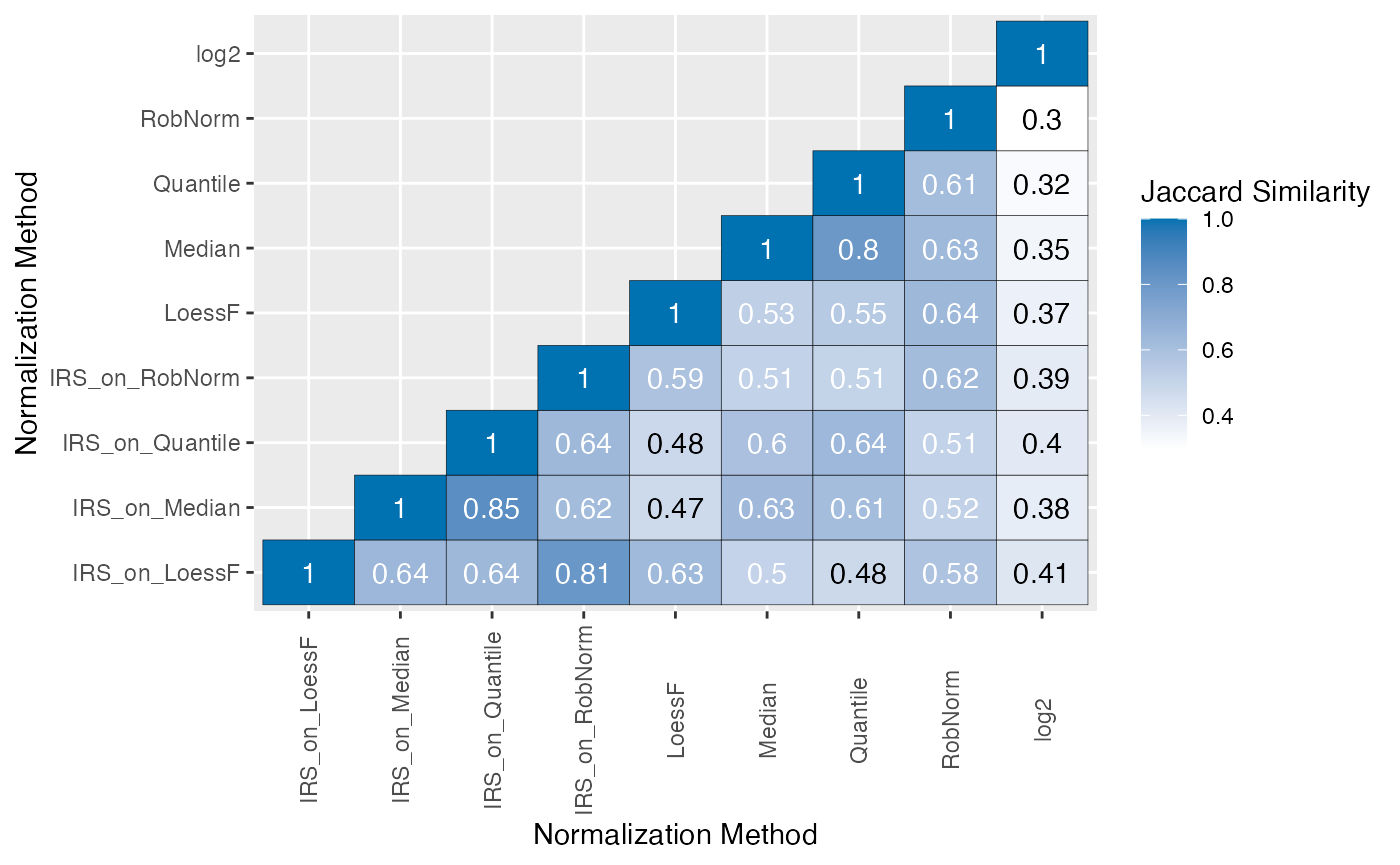 log2 1
RobNorm 1 0.3
Quantile 1 0.61 0.32
Median 1 0.8 0.63 0.35
LoessF 1 0.53 0.55 0.64 0.37
IRS_on_RobNorm 1 0.59 0.51 0.51 0.62 0.39
IRS_on_Quantile 1 0.64 0.48 0.6 0.64 0.51 0.4
IRS_on_Median 1 0.85 0.62 0.47 0.63 0.61 0.52 0.38
IRS_on_LoessF 1 0.64 0.64 0.81 0.63 0.5 0.48 0.58 0.41
Normalization Method
IRS_on_LoessF
IRS_on_Median
IRS_on_Quantile
IRS_on_RobNorm
LoessF
Median
Quantile
RobNorm
log2
Normalization Method
Jaccard Similarity
1.0
0.8
0.6
0.4